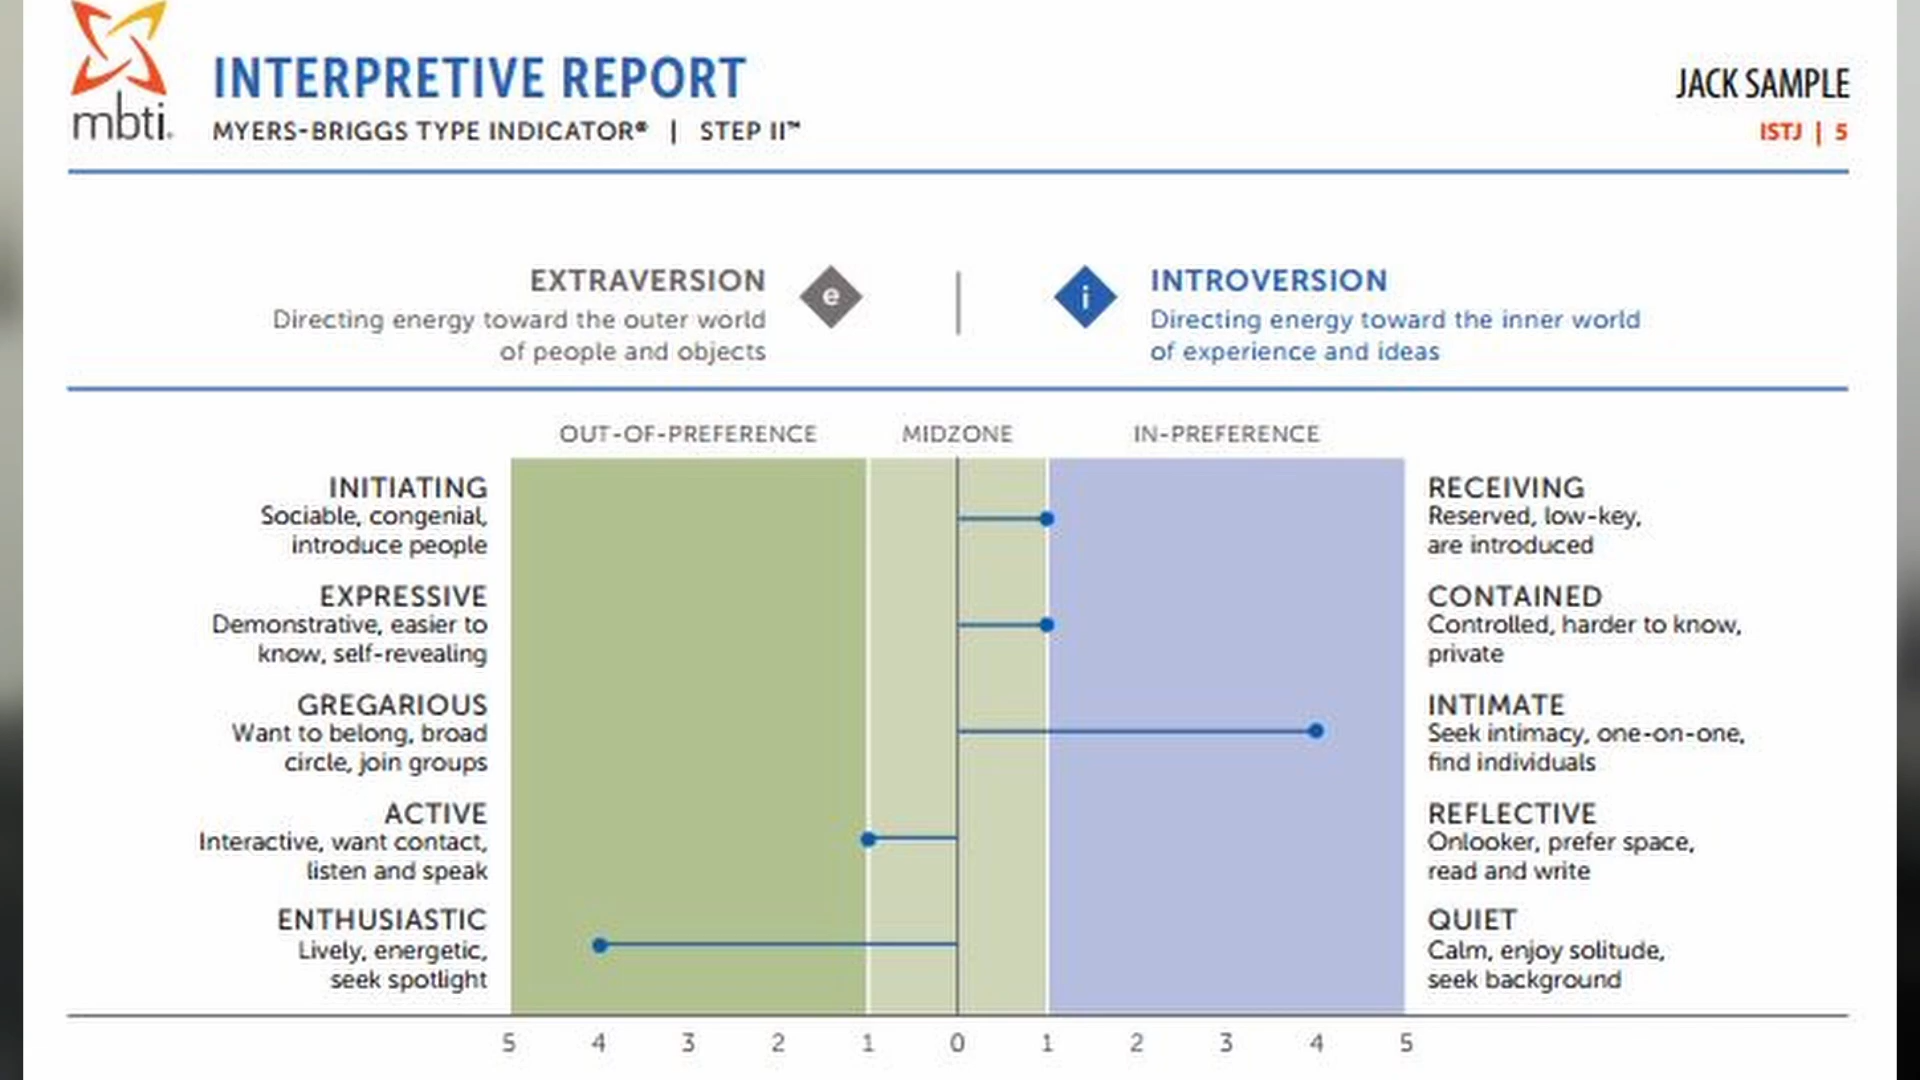 mbti.
INTERPRETIVE REPORT
MYERS-BRIGGS TYPE INDICATOR® | STEP II™
JACK SAMPLE
ISTJ | 5
EXTRAVERSION
Directing energy toward the outer world
of people and objects
e
i
INTROVERSION
Directing energy toward the inner world
of experience and ideas
OUT-OF-PREFERENCE
MIDZONE
IN-PREFERENCE
INITIATING
Sociable, congenial,
introduce people
RECEIVING
Reserved, low-key,
are introduced
EXPRESSIVE
Demonstrative, easier to
know, self-revealing
CONTAINED
Controlled, harder to know,
private
GREGARIOUS
Want to belong, broad
circle, join groups
INTIMATE
Seek intimacy, one-on-one,
find individuals
ACTIVE
Interactive, want contact,
listen and speak
REFLECTIVE
Onlooker, prefer space,
read and write
ENTHUSIASTIC
Lively, energetic,
seek spotlight
QUIET
Calm, enjoy solitude,
seek background
5 4 3 2 1 0 1 2 3 4 5